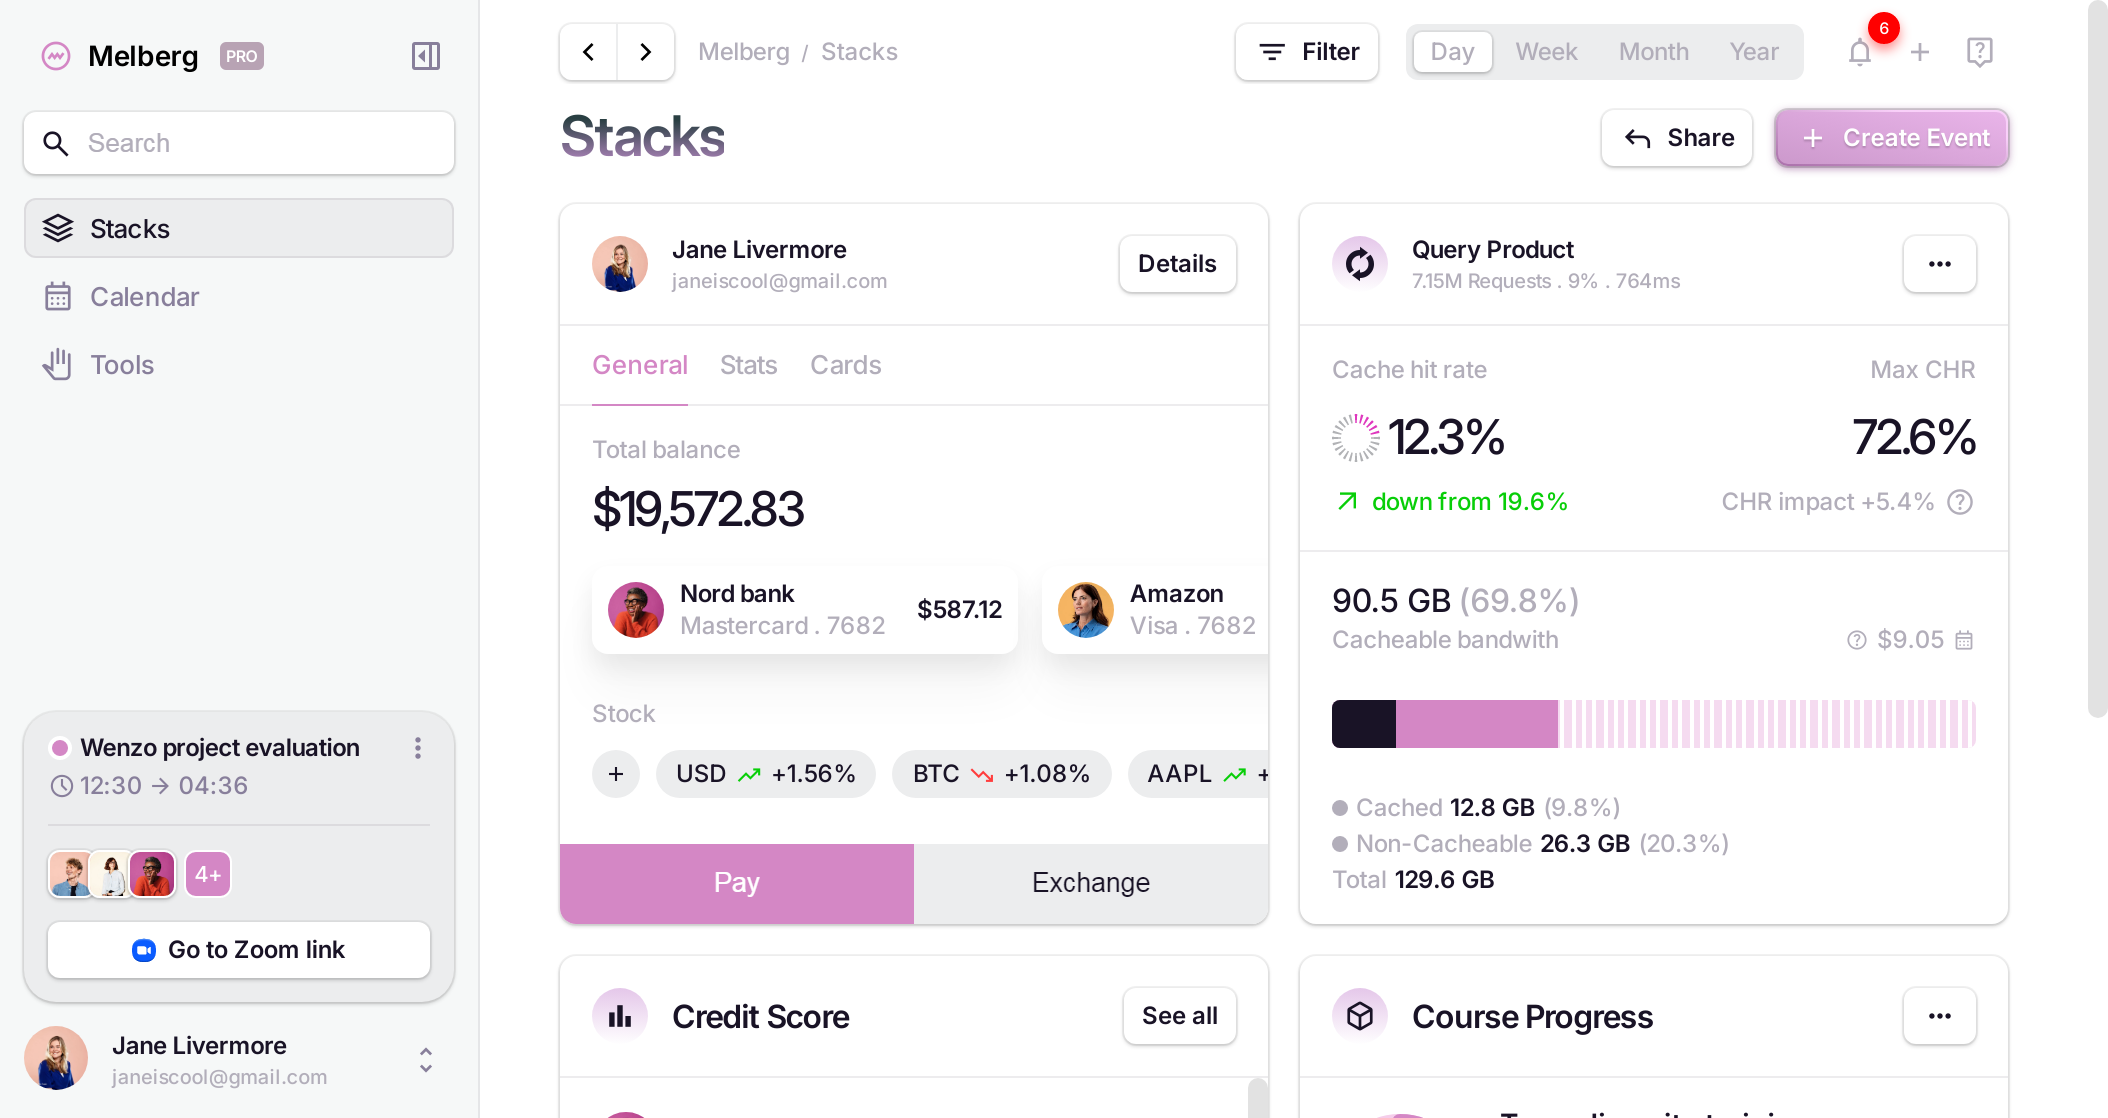 Melberg PRO
Search
Stacks
Calendar
Tools
Wenzo project evaluation
12:30 → 04:36
4+
Go to Zoom link
Jane Livermore
janeiscool@gmail.com
Melberg / Stacks
Filter
Day Week Month Year
6
Stacks
Share
+ Create Event
Jane Livermore
janeiscool@gmail.com
Details
General Stats Cards
Total balance
$19,572.83
Nord bank
Mastercard . 7682
$587.12
Amazon
Visa . 7682
Stock
+ USD +1.56% BTC +1.08% AAPL +
Pay Exchange
Query Product
7.15M Requests . 9% . 764ms
Cache hit rate Max CHR
12.3% 72.6%
down from 19.6% CHR impact +5.4%
90.5 GB (69.8%)
Cacheable bandwith $9.05
Cached 12.8 GB (9.8%)
Non-Cacheable 26.3 GB (20.3%)
Total 129.6 GB
Credit Score
See all
Course Progress